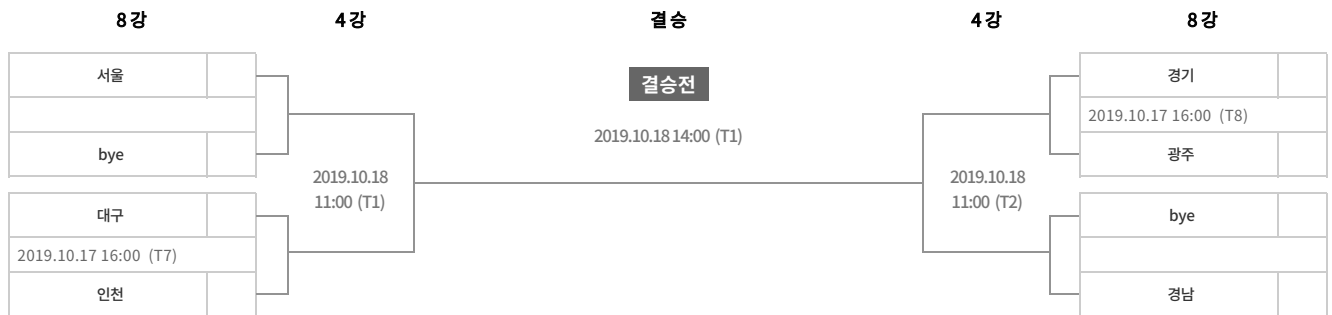 8강 4강 결승 4강 8강
서울
bye
대구
2019.10.17 16:00 (T7)
인천
2019.10.18
11:00 (T1)
결승전
2019.10.18 14:00 (T1)
2019.10.18
11:00 (T2)
경기
2019.10.17 16:00 (T8)
광주
bye
경남